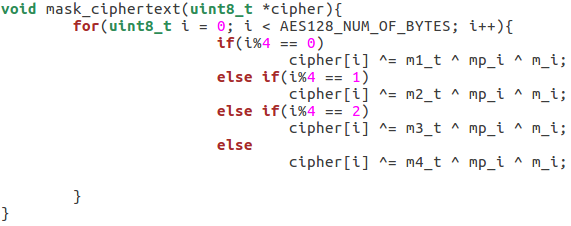 void mask_ciphertext(uint8_t *cipher){
        for(uint8_t i = 0; i < AES128_NUM_OF_BYTES; i++){
                        if(i%4 == 0)
                                cipher[i] ^= m1_t ^ mp_i ^ m_i;
                        else if(i%4 == 1)
                                cipher[i] ^= m2_t ^ mp_i ^ m_i;
                        else if(i%4 == 2)
                                cipher[i] ^= m3_t ^ mp_i ^ m_i;
                        else
                                cipher[i] ^= m4_t ^ mp_i ^ m_i;
        }
}